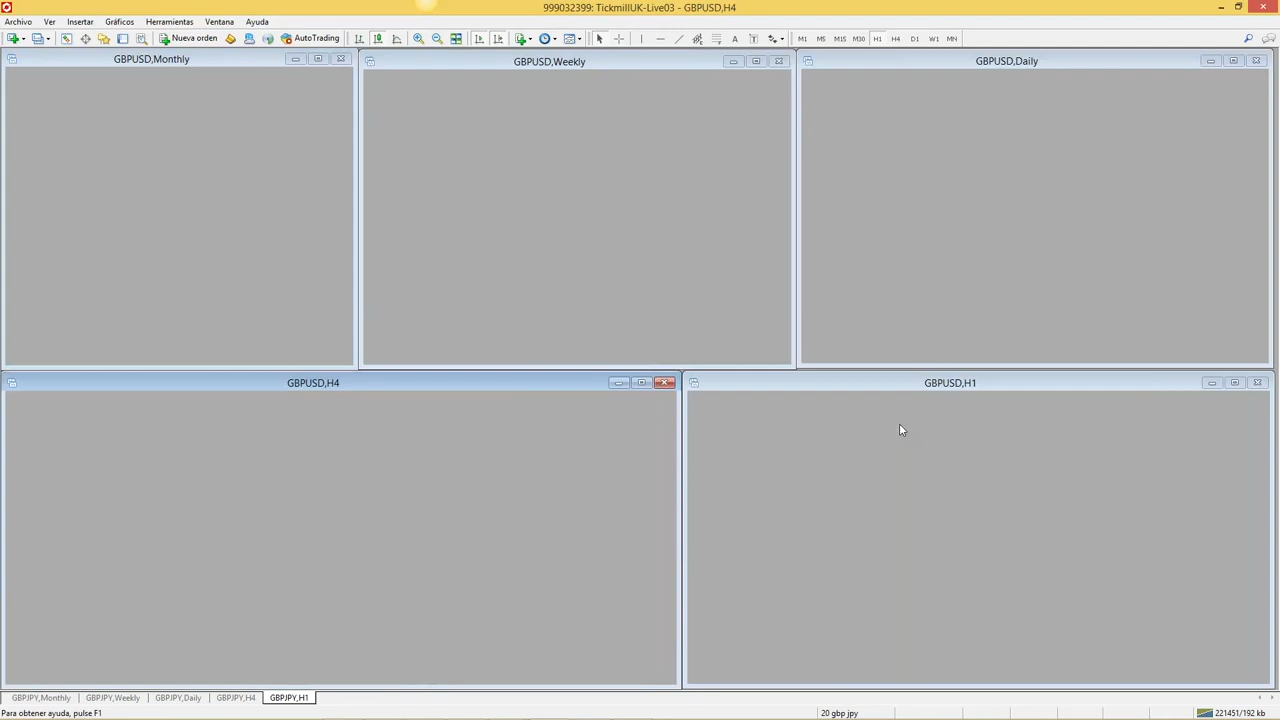 999032399: TickmillUK-Live03 - GBPUSD,H4
Archivo Ver Insertar Gráficos Herramientas Ventana Ayuda
Nueva orden AutoTrading A T M1 M5 M15 M30 H1 H4 D1 W1 MN
GBPUSD,Monthly
GBPUSD,Weekly
GBPUSD,Daily
GBPUSD,H4
GBPUSD,H1
GBPJPY,Monthly GBPJPY,Weekly GBPJPY,Daily GBPJPY,H4 GBPJPY,H1
Para obtener ayuda, pulse F1 20 gbp jpy 221451/192 kb